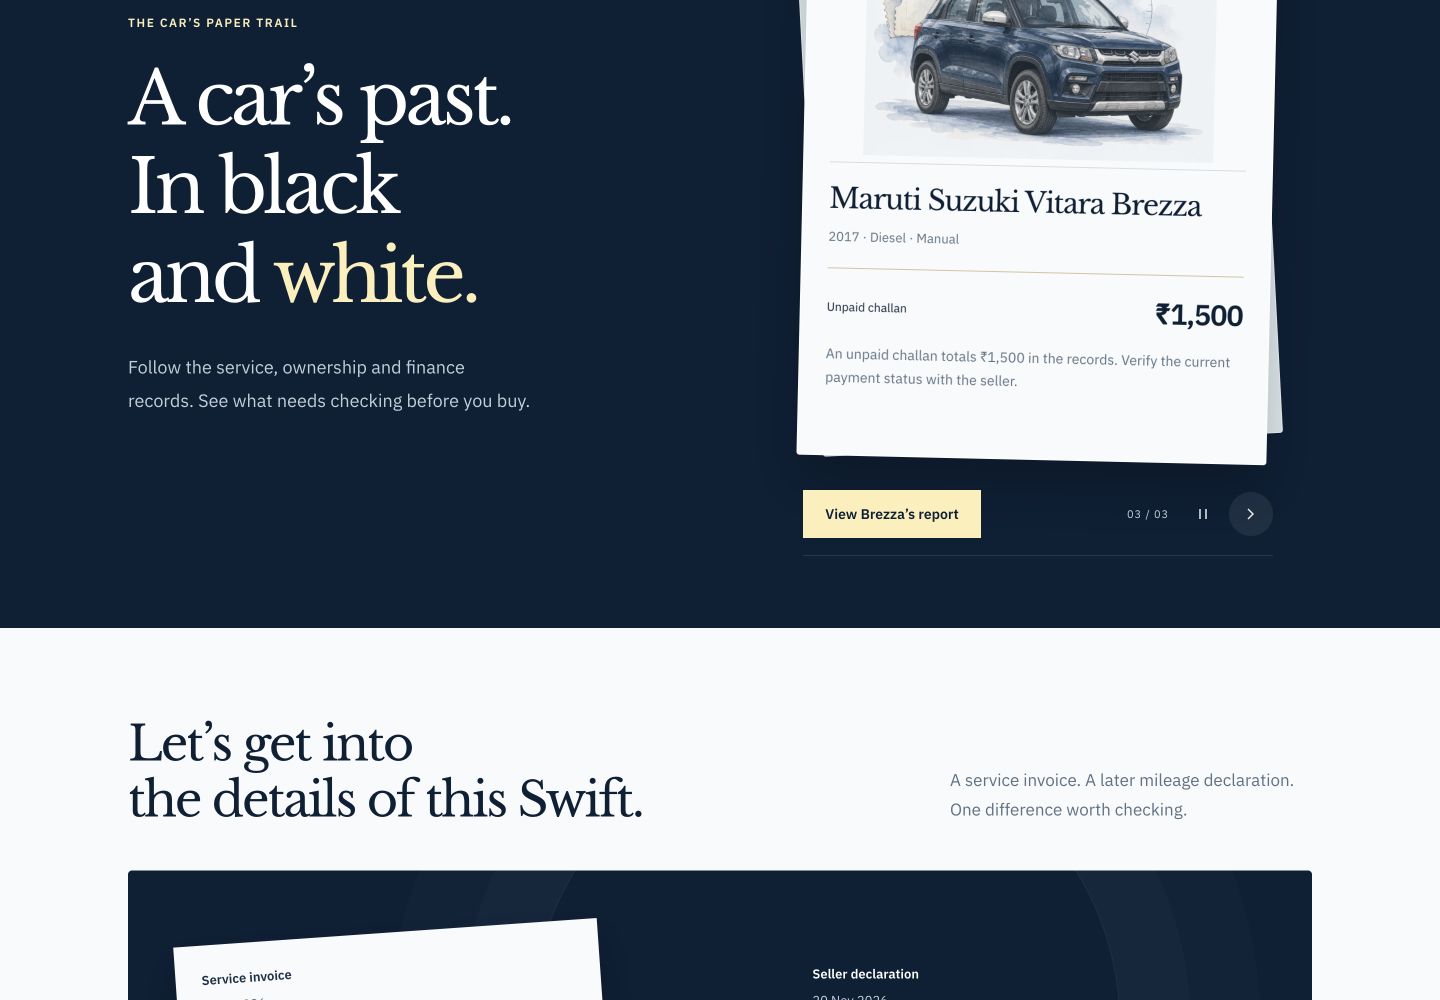 THE CAR’S PAPER TRAIL
A car’s past.
In black
and white.
Follow the service, ownership and finance
records. See what needs checking before you buy.
Maruti Suzuki Vitara Brezza
2017 · Diesel · Manual
Unpaid challan
₹1,500
An unpaid challan totals ₹1,500 in the records. Verify the current
payment status with the seller.
View Brezza’s report
03 / 03
Let’s get into
the details of this Swift.
A service invoice. A later mileage declaration.
One difference worth checking.
Service invoice
Seller declaration